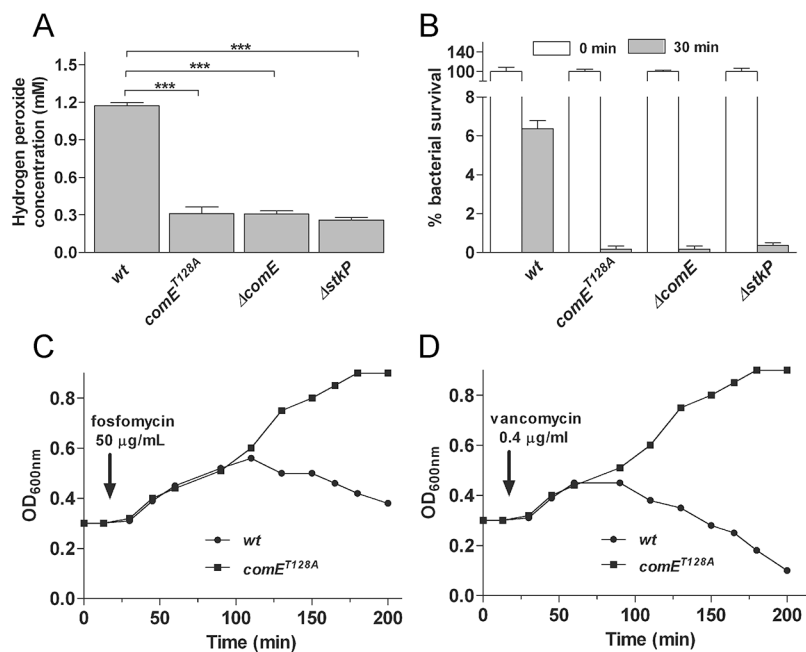 A
Hydrogen peroxide
concentration (mM)
1.5
1.2
0.9
0.6
0.3
0.0
***
***
***
wt
comE^T128A
ΔcomE
ΔstkP
B
% bacterial survival
140
100
8
6
4
2
0
0 min
30 min
wt
comE^T128A
ΔcomE
ΔstkP
C
OD600nm
0.8
0.6
0.4
0.2
0.0
fosfomycin
50 μg/mL
wt
comE^T128A
0
50
100
150
200
Time (min)
D
OD600nm
0.8
0.6
0.4
0.2
0.0
vancomycin
0.4 μg/ml
wt
comE^T128A
0
50
100
150
200
Time (min)